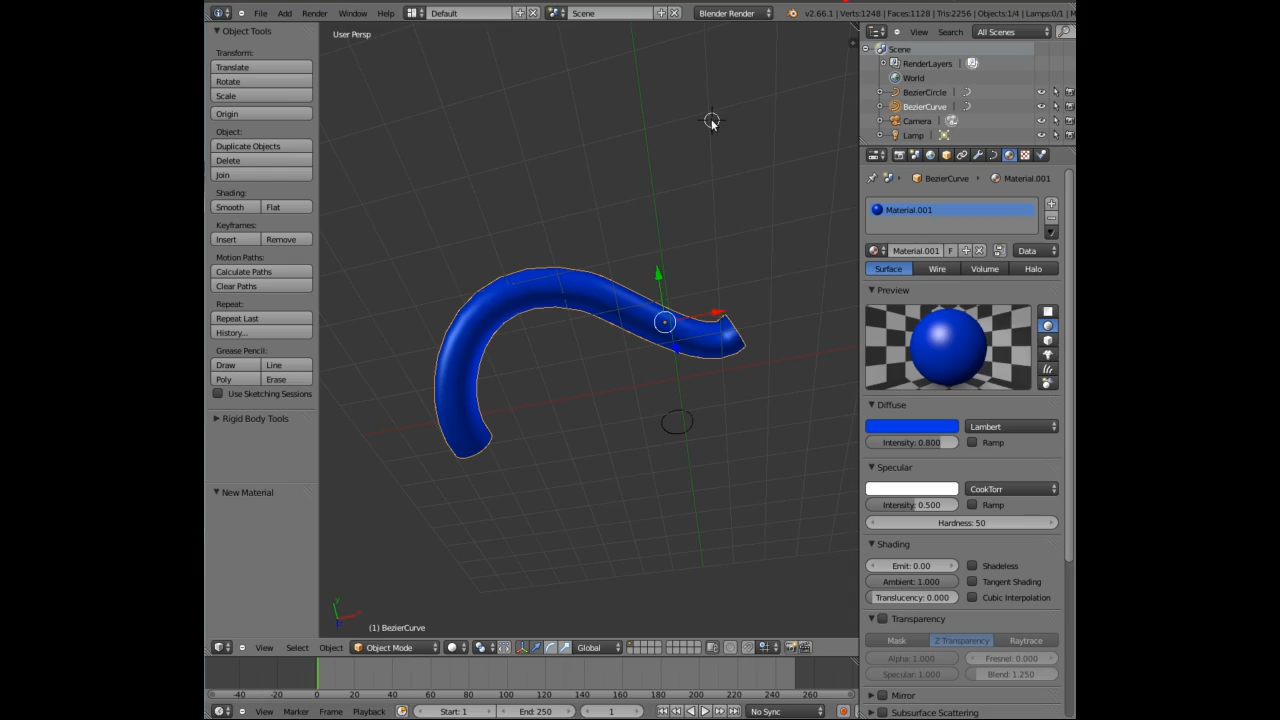 File Add Render Window Help Default Scene Blender Render v2.66.1 | Verts:1248 | Faces:1128 | Tris:2256 | Objects:1/4 | Lamps:0/1 | M
Object Tools
Transform:
Translate
Rotate
Scale
Origin
Object:
Duplicate Objects
Delete
Join
Shading:
Smooth Flat
Keyframes:
Insert Remove
Motion Paths:
Calculate Paths
Clear Paths
Repeat:
Repeat Last
History...
Grease Pencil:
Draw Line
Poly Erase
Use Sketching Sessions
Rigid Body Tools
New Material
User Persp
(1) BezierCurve
View Select Object Object Mode Global
-40 -20 0 20 40 60 80 100 120 140 160 180 200 220 240 260
View Marker Frame Playback Start: 1 End: 250 1 No Sync
View Search All Scenes
Scene
RenderLayers
World
BezierCircle
BezierCurve
Camera
Lamp
BezierCurve Material.001
Material.001
Material.001 F Data
Surface Wire Volume Halo
Preview
Diffuse
Lambert
Intensity: 0.800 Ramp
Specular
CookTorr
Intensity: 0.500 Ramp
Hardness: 50
Shading
Emit: 0.00 Shadeless
Ambient: 1.000 Tangent Shading
Translucency: 0.000 Cubic Interpolation
Transparency
Mask Z Transparency Raytrace
Alpha: 1.000 Fresnel: 0.000
Specular: 1.000 Blend: 1.250
Mirror
Subsurface Scattering